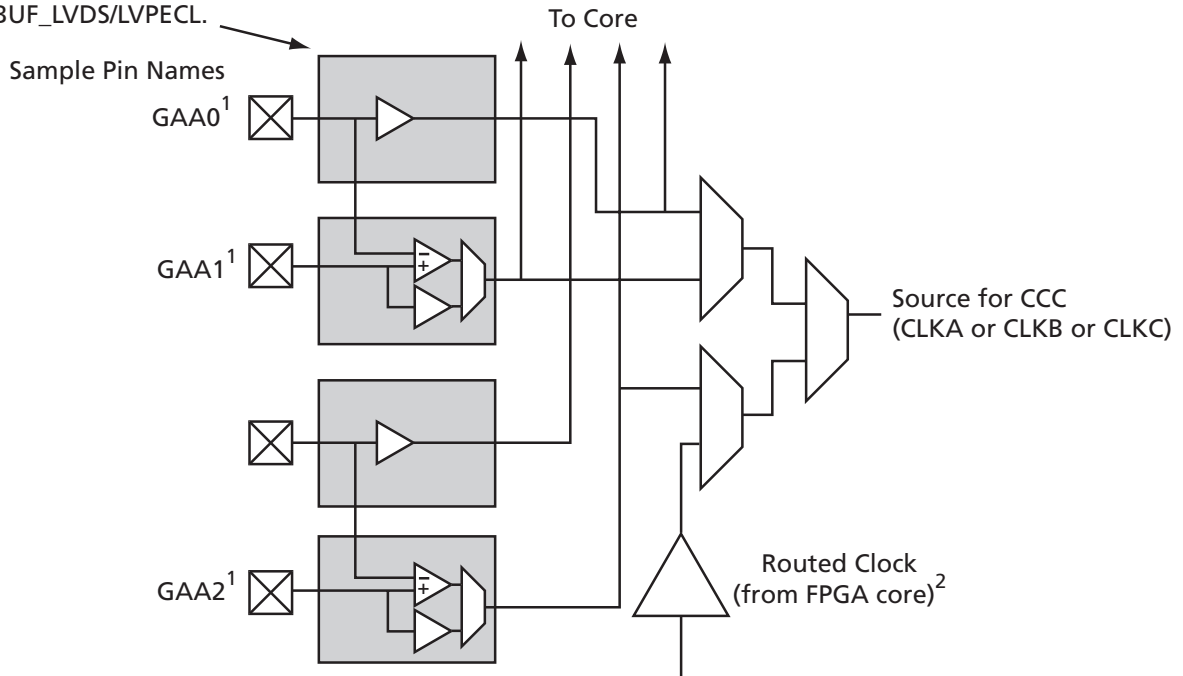 BUF_LVDS/LVPECL.
To Core
Sample Pin Names
GAA0¹
GAA1¹
− +
Source for CCC
(CLKA or CLKB or CLKC)
GAA2¹
− +
Routed Clock
(from FPGA core)²